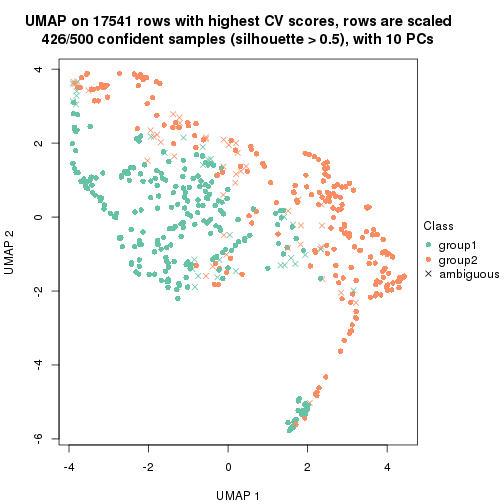 UMAP on 17541 rows with highest CV scores, rows are scaled
426/500 confident samples (silhouette > 0.5), with 10 PCs
4
2
0
-2
-4
-6
UMAP 2
-4
-2
0
2
4
UMAP 1
Class
group1
group2
ambiguous